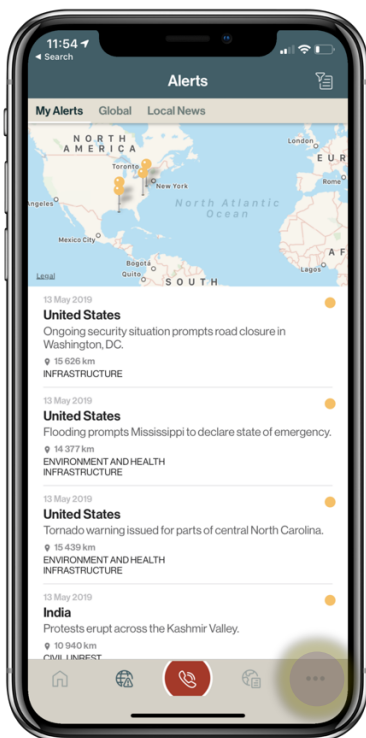 11:54
◀ Search
Alerts
My Alerts Global Local News
NORTH
AMERICA
Toronto
London
EUR
New York
Rome
ngeles
North Atlantic
Ocean
Mexico City
Bogotá
Quito
AF
Lagos
Legal
SOUTH
13 May 2019
United States
Ongoing security situation prompts road closure in
Washington, DC.
15 626 km
INFRASTRUCTURE
13 May 2019
United States
Flooding prompts Mississippi to declare state of emergency.
14 377 km
ENVIRONMENT AND HEALTH
INFRASTRUCTURE
13 May 2019
United States
Tornado warning issued for parts of central North Carolina.
15 439 km
ENVIRONMENT AND HEALTH
INFRASTRUCTURE
13 May 2019
India
Protests erupt across the Kashmir Valley.
10 940 km
CIVIL UNREST